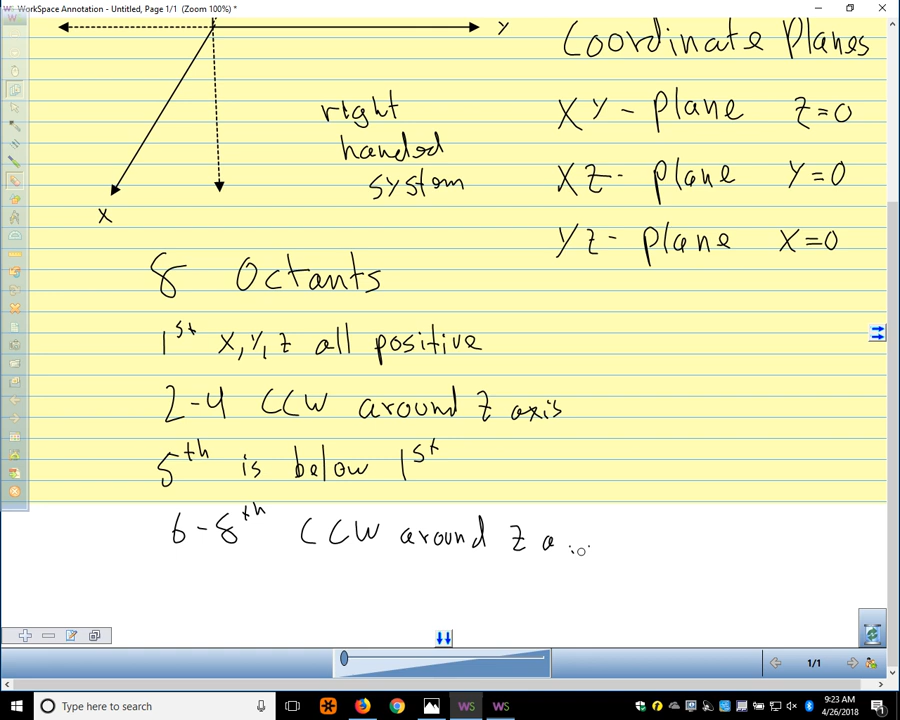 WorkSpace Annotation - Untitled, Page 1/1 (Zoom 100%) *
Y
Coordinate Planes
right
handed
system
XY - plane Z=0
XZ - plane Y=0
YZ - plane X=0
X
8 Octants
1st X, Y, Z all positive
2-4 CCW around Z axis
5th is below 1st
6-8th CCW around Z a
1/1
Type here to search
WS
WS
9:23 AM
4/26/2018